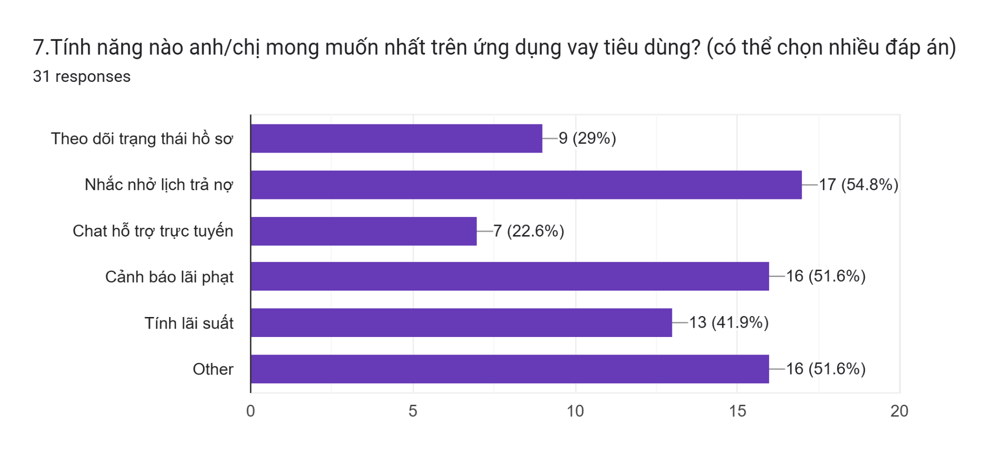 7.Tính năng nào anh/chị mong muốn nhất trên ứng dụng vay tiêu dùng? (có thể chọn nhiều đáp án)
31 responses
Theo dõi trạng thái hồ sơ
9 (29%)
Nhắc nhở lịch trả nợ
17 (54.8%)
Chat hỗ trợ trực tuyến
7 (22.6%)
Cảnh báo lãi phạt
16 (51.6%)
Tính lãi suất
13 (41.9%)
Other
16 (51.6%)
0 5 10 15 20